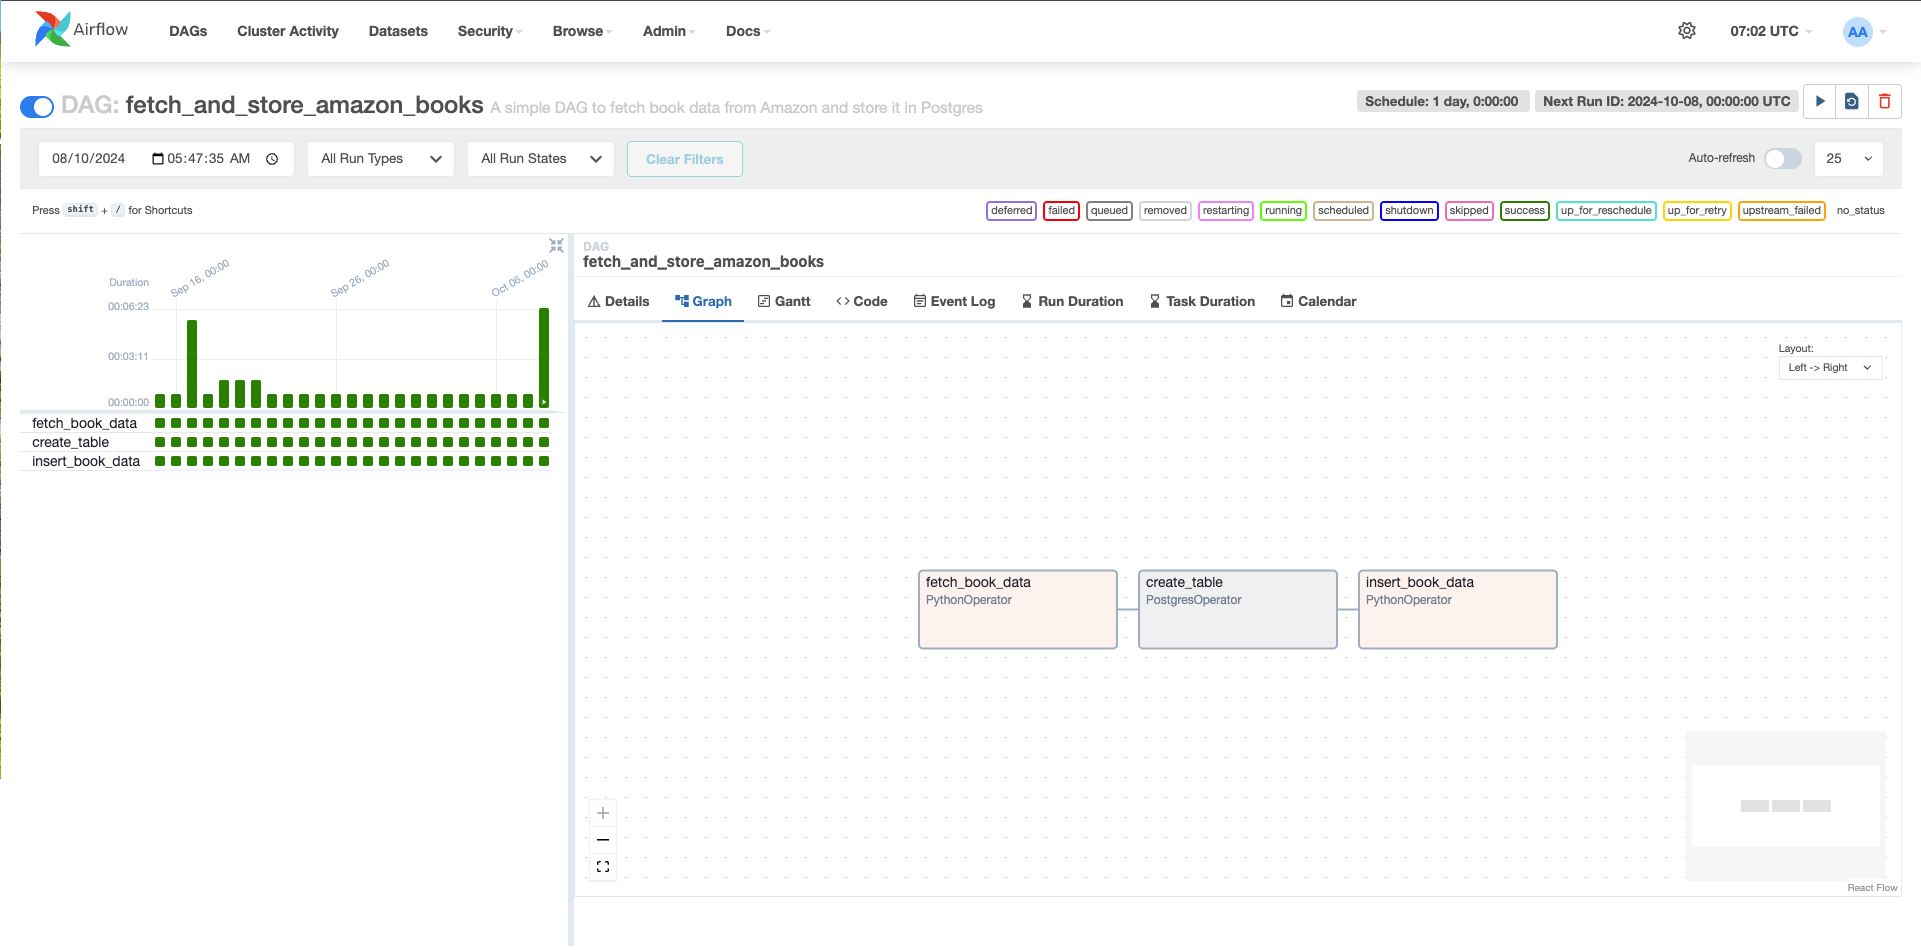 Airflow DAGs Cluster Activity Datasets Security Browse Admin Docs 07:02 UTC AA
DAG: fetch_and_store_amazon_books A simple DAG to fetch book data from Amazon and store it in Postgres Schedule: 1 day, 0:00:00 Next Run ID: 2024-10-08, 00:00:00 UTC
08/10/2024 05:47:35 AM All Run Types All Run States Clear Filters Auto-refresh 25
Press shift + / for Shortcuts deferred failed queued removed restarting running scheduled shutdown skipped success up_for_reschedule up_for_retry upstream_failed no_status
Sep 16, 00:00 Sep 26, 00:00 Oct 06, 00:00
Duration
00:06:23
00:03:11
00:00:00
fetch_book_data
create_table
insert_book_data
DAG
fetch_and_store_amazon_books
Details Graph Gantt <> Code Event Log Run Duration Task Duration Calendar
Layout:
Left -> Right
fetch_book_data
PythonOperator
create_table
PostgresOperator
insert_book_data
PythonOperator
React Flow